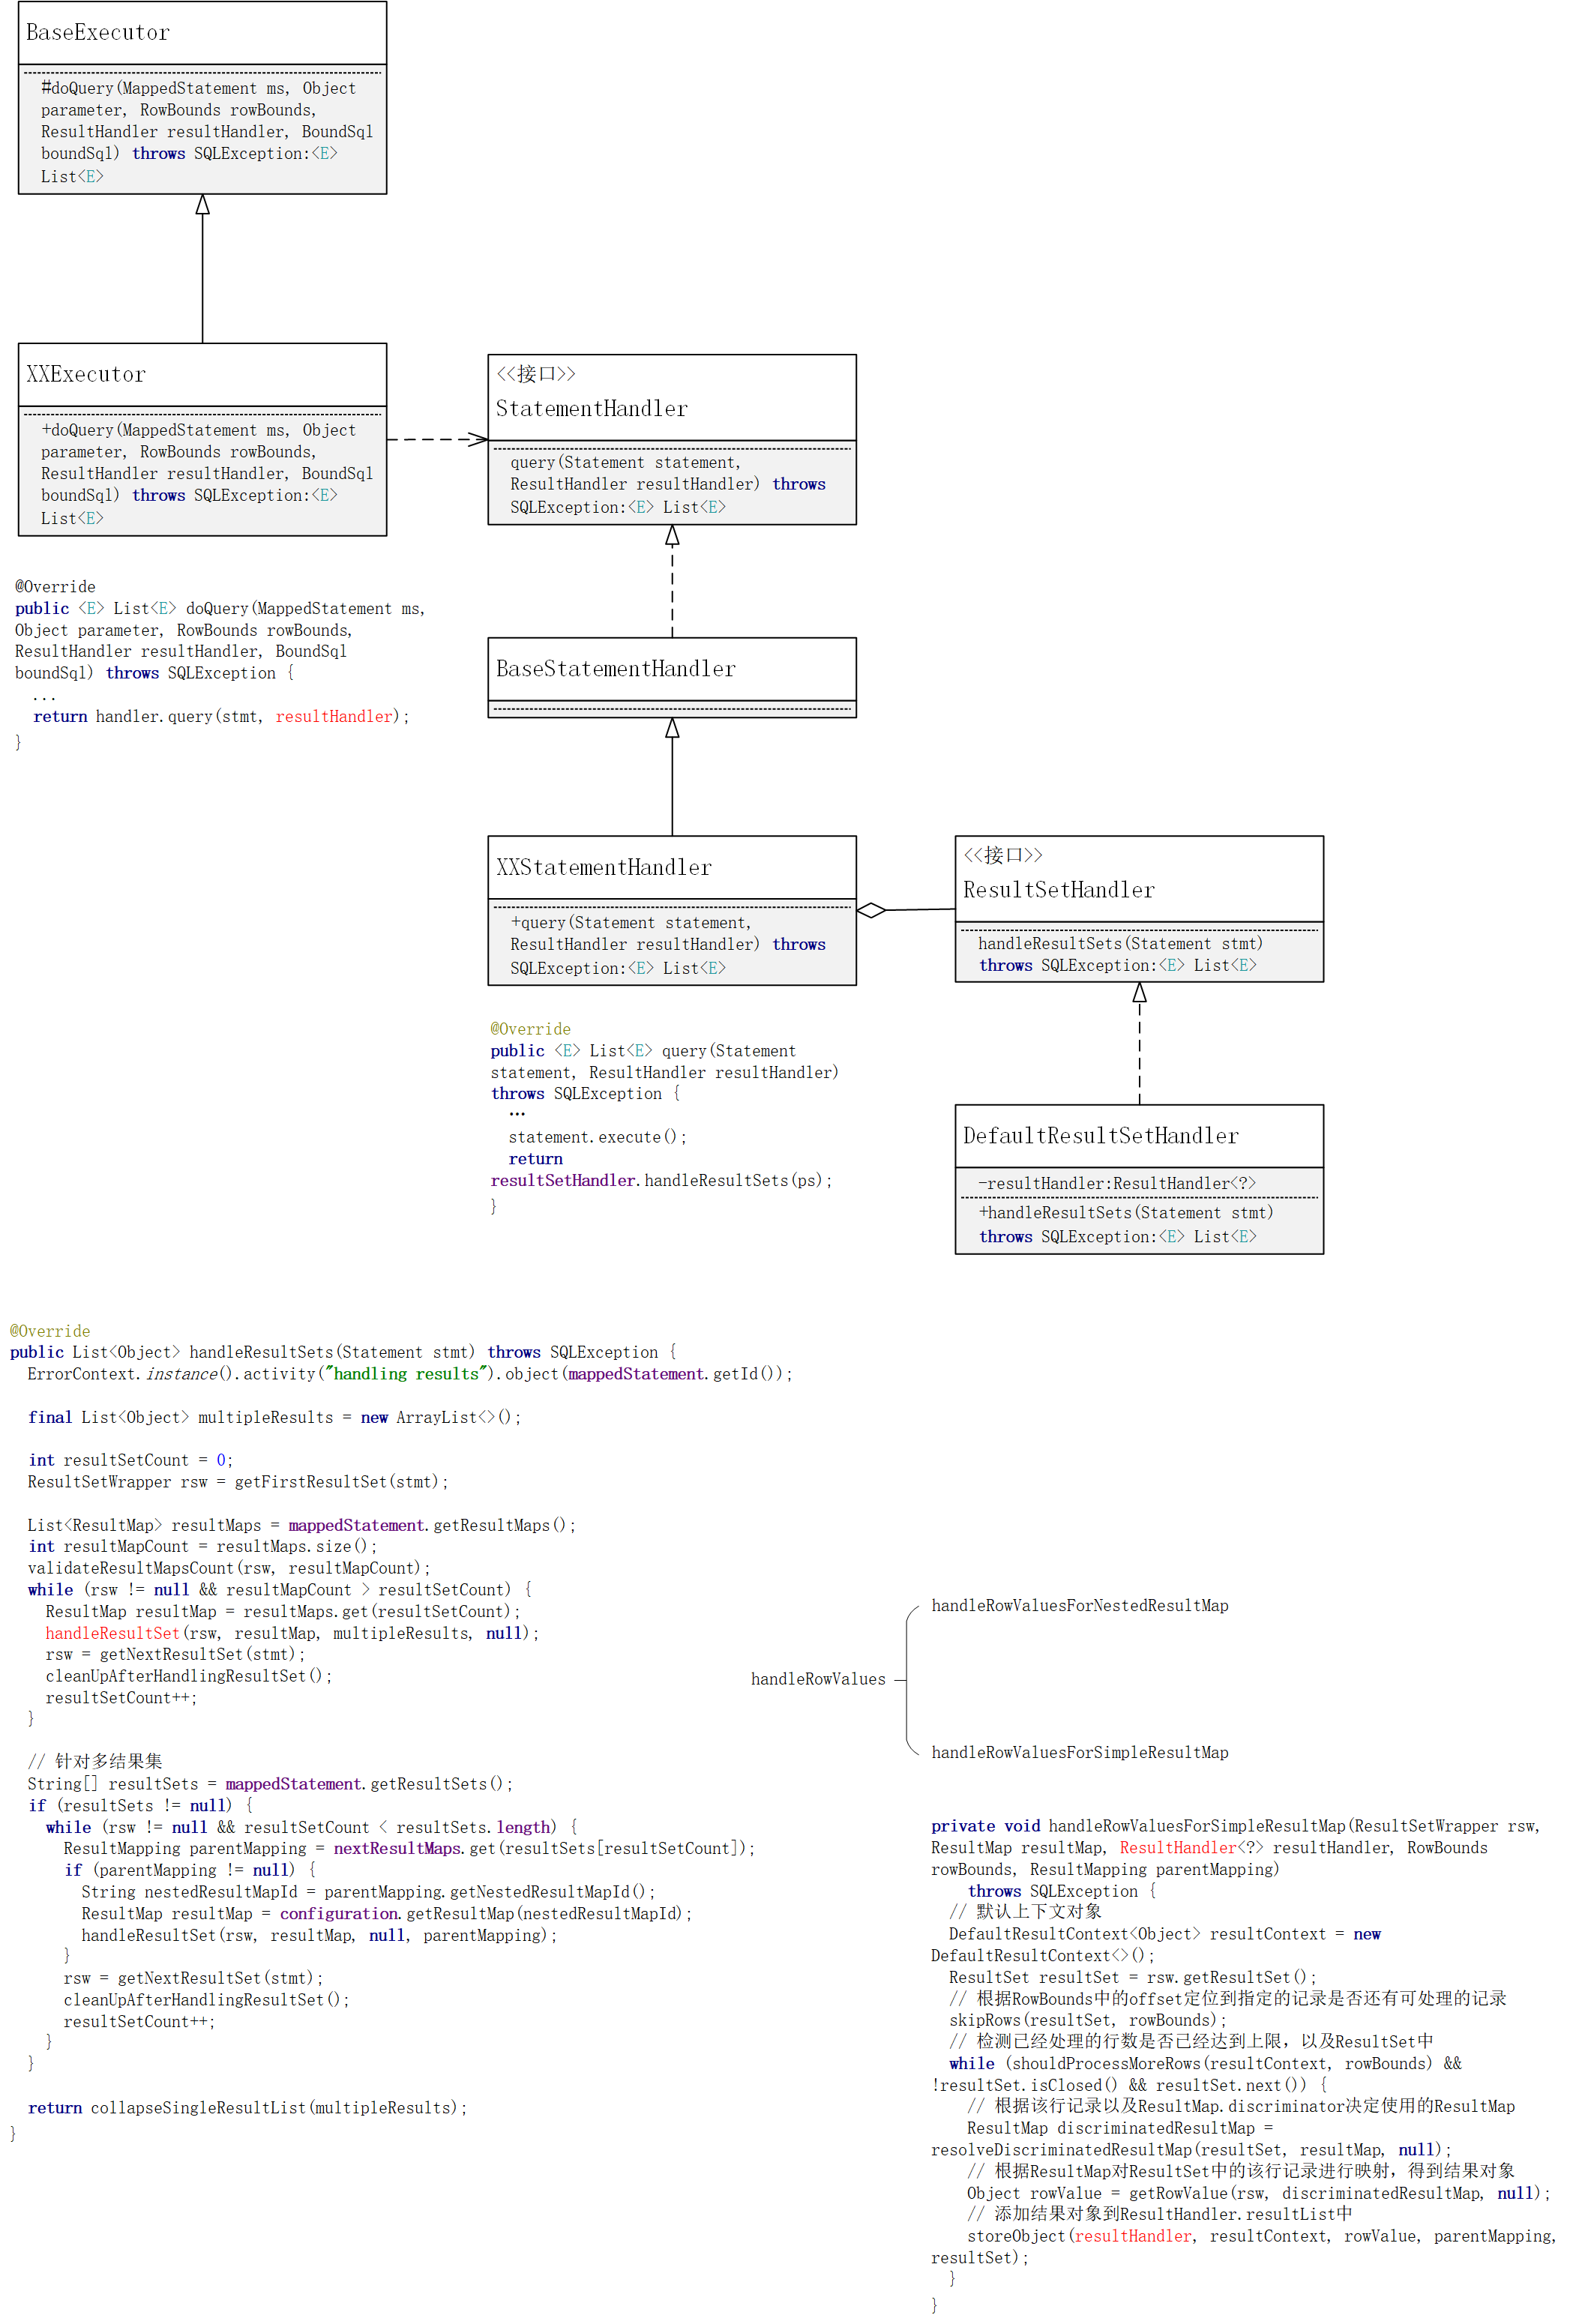 BaseExecutor
#doQuery(MappedStatement ms, Object
parameter, RowBounds rowBounds,
ResultHandler resultHandler, BoundSql
boundSql) throws SQLException:<E>
List<E>
XXExecutor
+doQuery(MappedStatement ms, Object
parameter, RowBounds rowBounds,
ResultHandler resultHandler, BoundSql
boundSql) throws SQLException:<E>
List<E>
<<接口>>
StatementHandler
query(Statement statement,
ResultHandler resultHandler) throws
SQLException:<E> List<E>
@Override
public <E> List<E> doQuery(MappedStatement ms,
Object parameter, RowBounds rowBounds,
ResultHandler resultHandler, BoundSql
boundSql) throws SQLException {
...
return handler.query(stmt, resultHandler);
}
BaseStatementHandler
XXStatementHandler
+query(Statement statement,
ResultHandler resultHandler) throws
SQLException:<E> List<E>
<<接口>>
ResultSetHandler
handleResultSets(Statement stmt)
throws SQLException:<E> List<E>
@Override
public <E> List<E> query(Statement
statement, ResultHandler resultHandler)
throws SQLException {
…
statement.execute();
return
resultSetHandler.handleResultSets(ps);
}
DefaultResultSetHandler
-resultHandler:ResultHandler<?>
+handleResultSets(Statement stmt)
throws SQLException:<E> List<E>
@Override
public List<Object> handleResultSets(Statement stmt) throws SQLException {
ErrorContext.instance().activity("handling results").object(mappedStatement.getId());
final List<Object> multipleResults = new ArrayList<>();
int resultSetCount = 0;
ResultSetWrapper rsw = getFirstResultSet(stmt);
List<ResultMap> resultMaps = mappedStatement.getResultMaps();
int resultMapCount = resultMaps.size();
validateResultMapsCount(rsw, resultMapCount);
while (rsw != null && resultMapCount > resultSetCount) {
ResultMap resultMap = resultMaps.get(resultSetCount);
handleResultSet(rsw, resultMap, multipleResults, null);
rsw = getNextResultSet(stmt);
cleanUpAfterHandlingResultSet();
resultSetCount++;
}
// 针对多结果集
String[] resultSets = mappedStatement.getResultSets();
if (resultSets != null) {
while (rsw != null && resultSetCount < resultSets.length) {
ResultMapping parentMapping = nextResultMaps.get(resultSets[resultSetCount]);
if (parentMapping != null) {
String nestedResultMapId = parentMapping.getNestedResultMapId();
ResultMap resultMap = configuration.getResultMap(nestedResultMapId);
handleResultSet(rsw, resultMap, null, parentMapping);
}
rsw = getNextResultSet(stmt);
cleanUpAfterHandlingResultSet();
resultSetCount++;
}
}
return collapseSingleResultList(multipleResults);
}
handleRowValues
handleRowValuesForNestedResultMap
handleRowValuesForSimpleResultMap
private void handleRowValuesForSimpleResultMap(ResultSetWrapper rsw,
ResultMap resultMap, ResultHandler<?> resultHandler, RowBounds
rowBounds, ResultMapping parentMapping)
throws SQLException {
// 默认上下文对象
DefaultResultContext<Object> resultContext = new
DefaultResultContext<>();
ResultSet resultSet = rsw.getResultSet();
// 根据RowBounds中的offset定位到指定的记录是否还有可处理的记录
skipRows(resultSet, rowBounds);
// 检测已经处理的行数是否已经达到上限，以及ResultSet中
while (shouldProcessMoreRows(resultContext, rowBounds) &&
!resultSet.isClosed() && resultSet.next()) {
// 根据该行记录以及ResultMap.discriminator决定使用的ResultMap
ResultMap discriminatedResultMap =
resolveDiscriminatedResultMap(resultSet, resultMap, null);
// 根据ResultMap对ResultSet中的该行记录进行映射，得到结果对象
Object rowValue = getRowValue(rsw, discriminatedResultMap, null);
// 添加结果对象到ResultHandler.resultList中
storeObject(resultHandler, resultContext, rowValue, parentMapping,
resultSet);
}
}